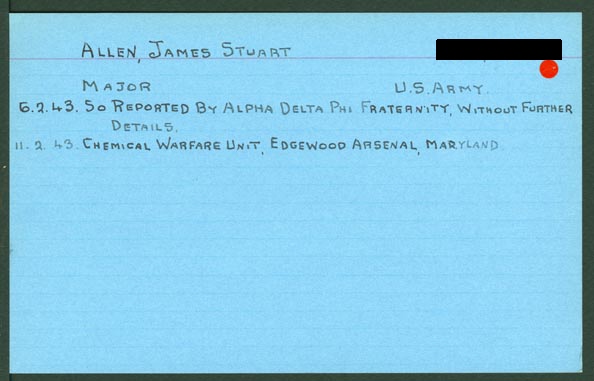 ALLEN, JAMES STUART
MAJOR U.S. ARMY.
6.2.43. SO REPORTED BY ALPHA DELTA PHI FRATERNITY, WITHOUT FURTHER
DETAILS.
11.2.43. CHEMICAL WARFARE UNIT, EDGEWOOD ARSENAL, MARYLAND